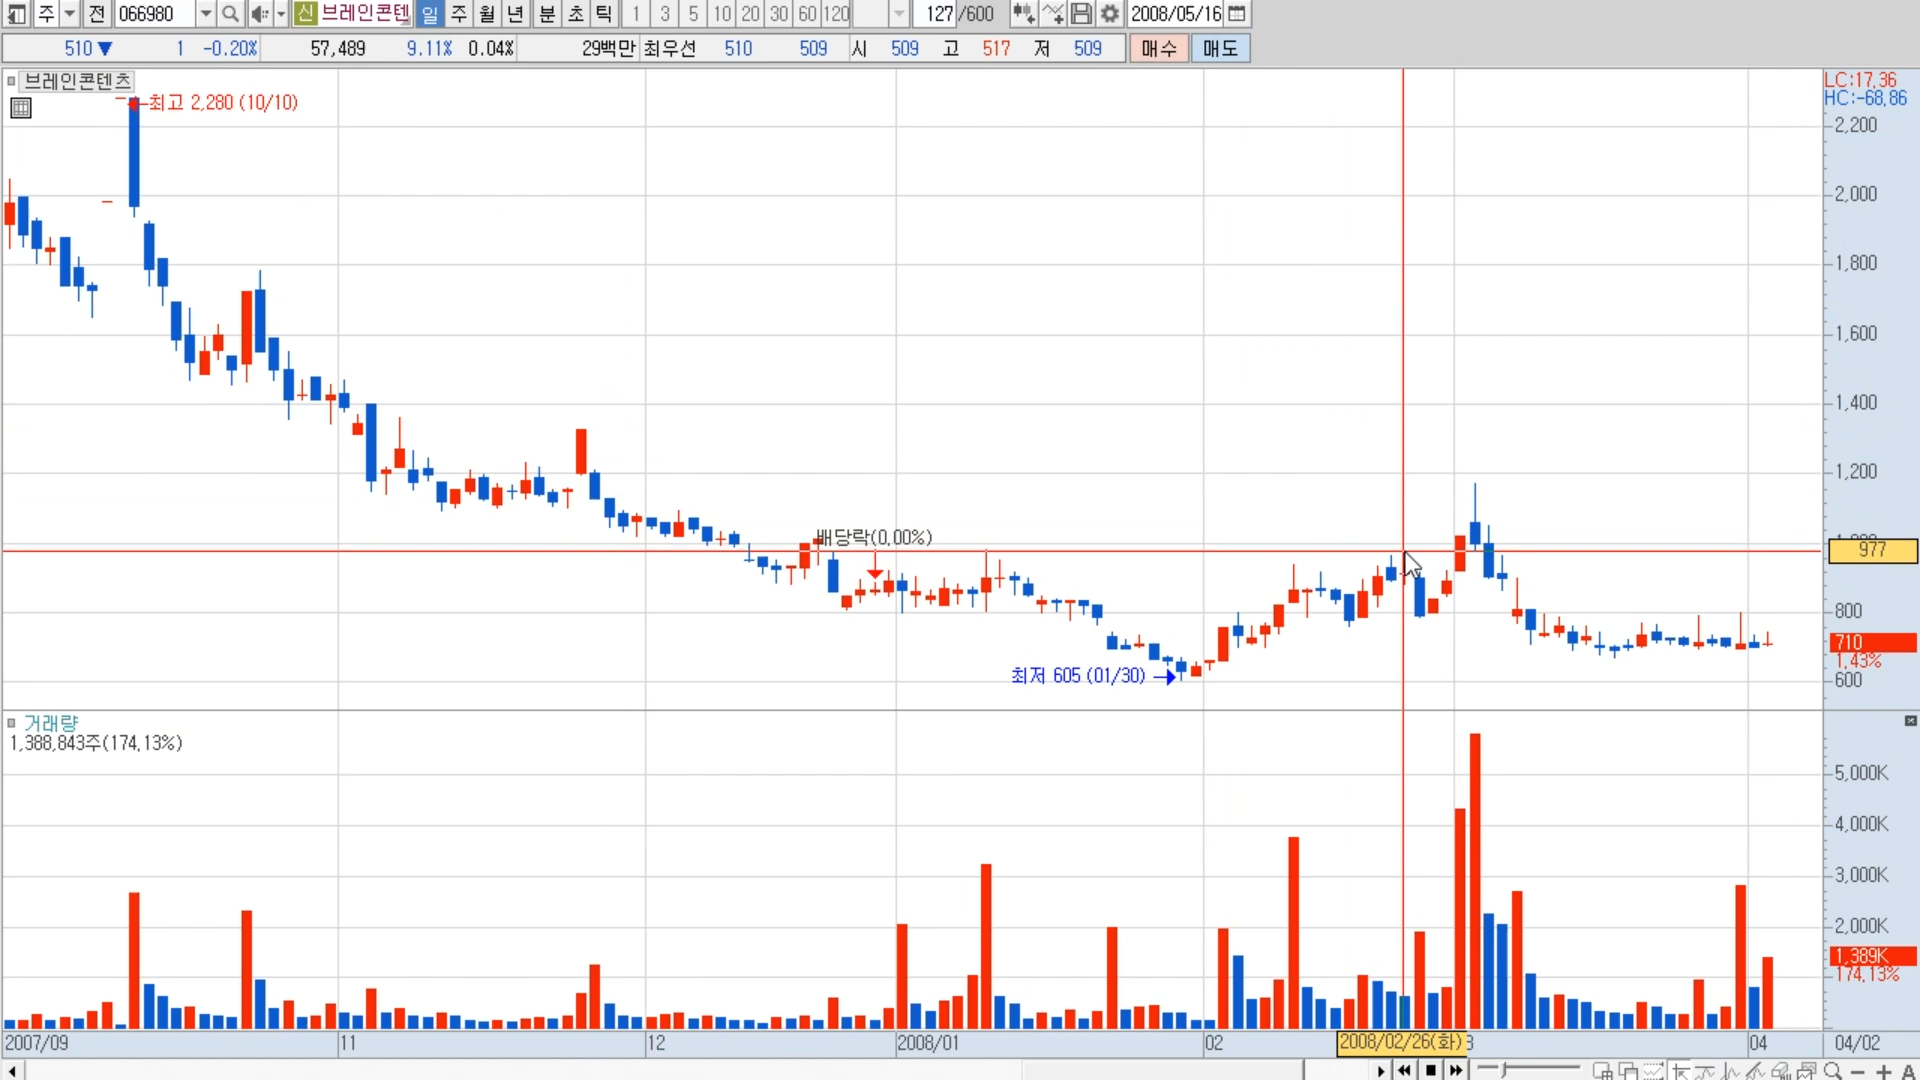 주 전 066980 신 브레인콘텐 일 주 월 년 분 초 틱 1 3 5 10 20 30 60 120 127 /600 2008/05/16
510▼ 1 -0.20% 57,489 9.11% 0.04% 29백만 최우선 510 509 시 509 고 517 저 509 매수 매도
브레인콘텐츠
LC:17.36
HC:-68.86
최고 2,280 (10/10)
2,200
2,000
1,800
1,600
1,400
1,200
배당락(0.00%)
977
800
710
1.43%
최저 605 (01/30)
600
거래량
1,388,843주(174.13%)
5,000K
4,000K
3,000K
2,000K
1,389K
174.13%
2007/09 11 12 2008/01 02 2008/02/26(화) 3 04 04/02
A